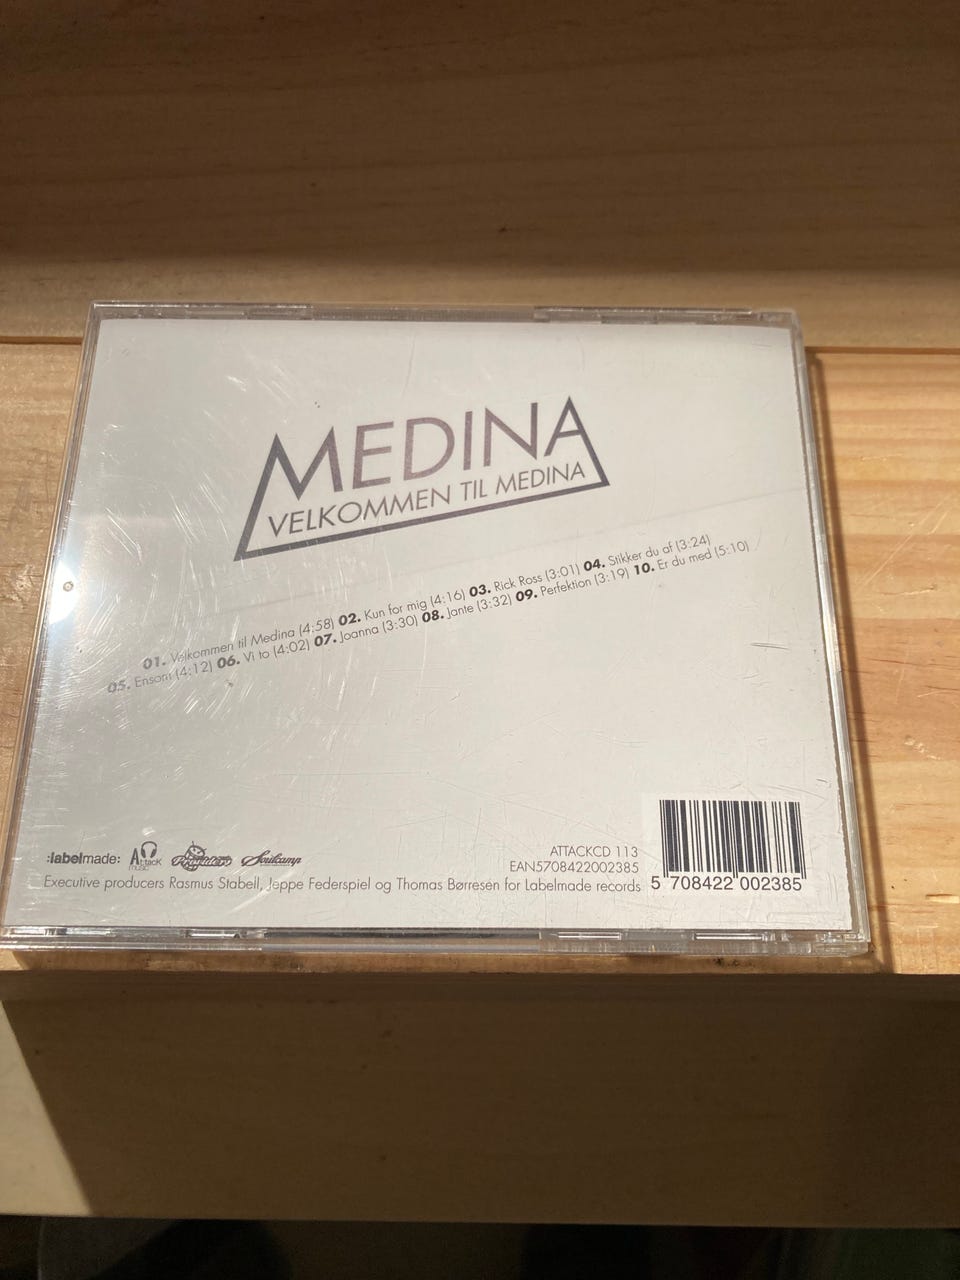 MEDINA
VELKOMMEN TIL MEDINA
01. Velkommen til Medina (4:58) 02. Kun for mig (4:16) 03. Rick Ross (3:01) 04. Stikker du af (3:24)
05. Ensom (4:12) 06. Vi to (4:02) 07. Joanna (3:30) 08. Jante (3:32) 09. Perfektion (3:19) 10. Er du med (5:10)
:labelmade: Attack music Soulcamp
ATTACKCD 113
EAN5708422002385
Executive producers Rasmus Stabell, Jeppe Federspiel og Thomas Børresen for Labelmade records
5 708422 002385